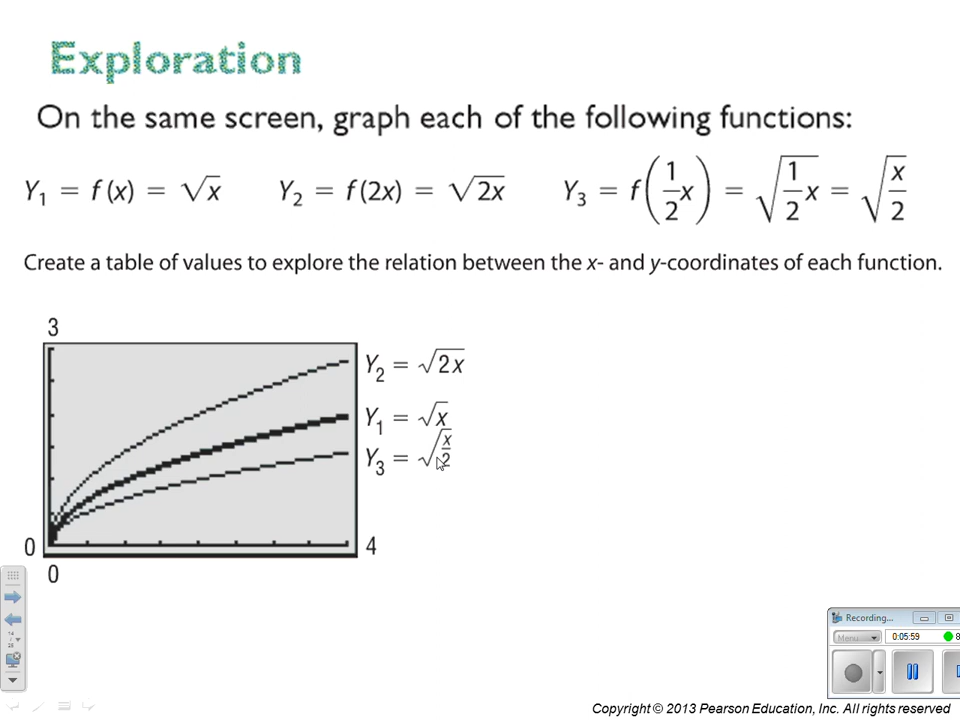 Exploration
On the same screen, graph each of the following functions:
Y₁ = f(x) = √x Y₂ = f(2x) = √2x Y₃ = f(1/2 x) = √1/2 x = √x/2
Create a table of values to explore the relation between the x- and y-coordinates of each function.
3
Y₂ = √2x
Y₁ = √x
Y₃ = √x/2
0 4
0
Recording...
Menu 0:05:59 8
14
/
Copyright © 2013 Pearson Education, Inc. All rights reserved